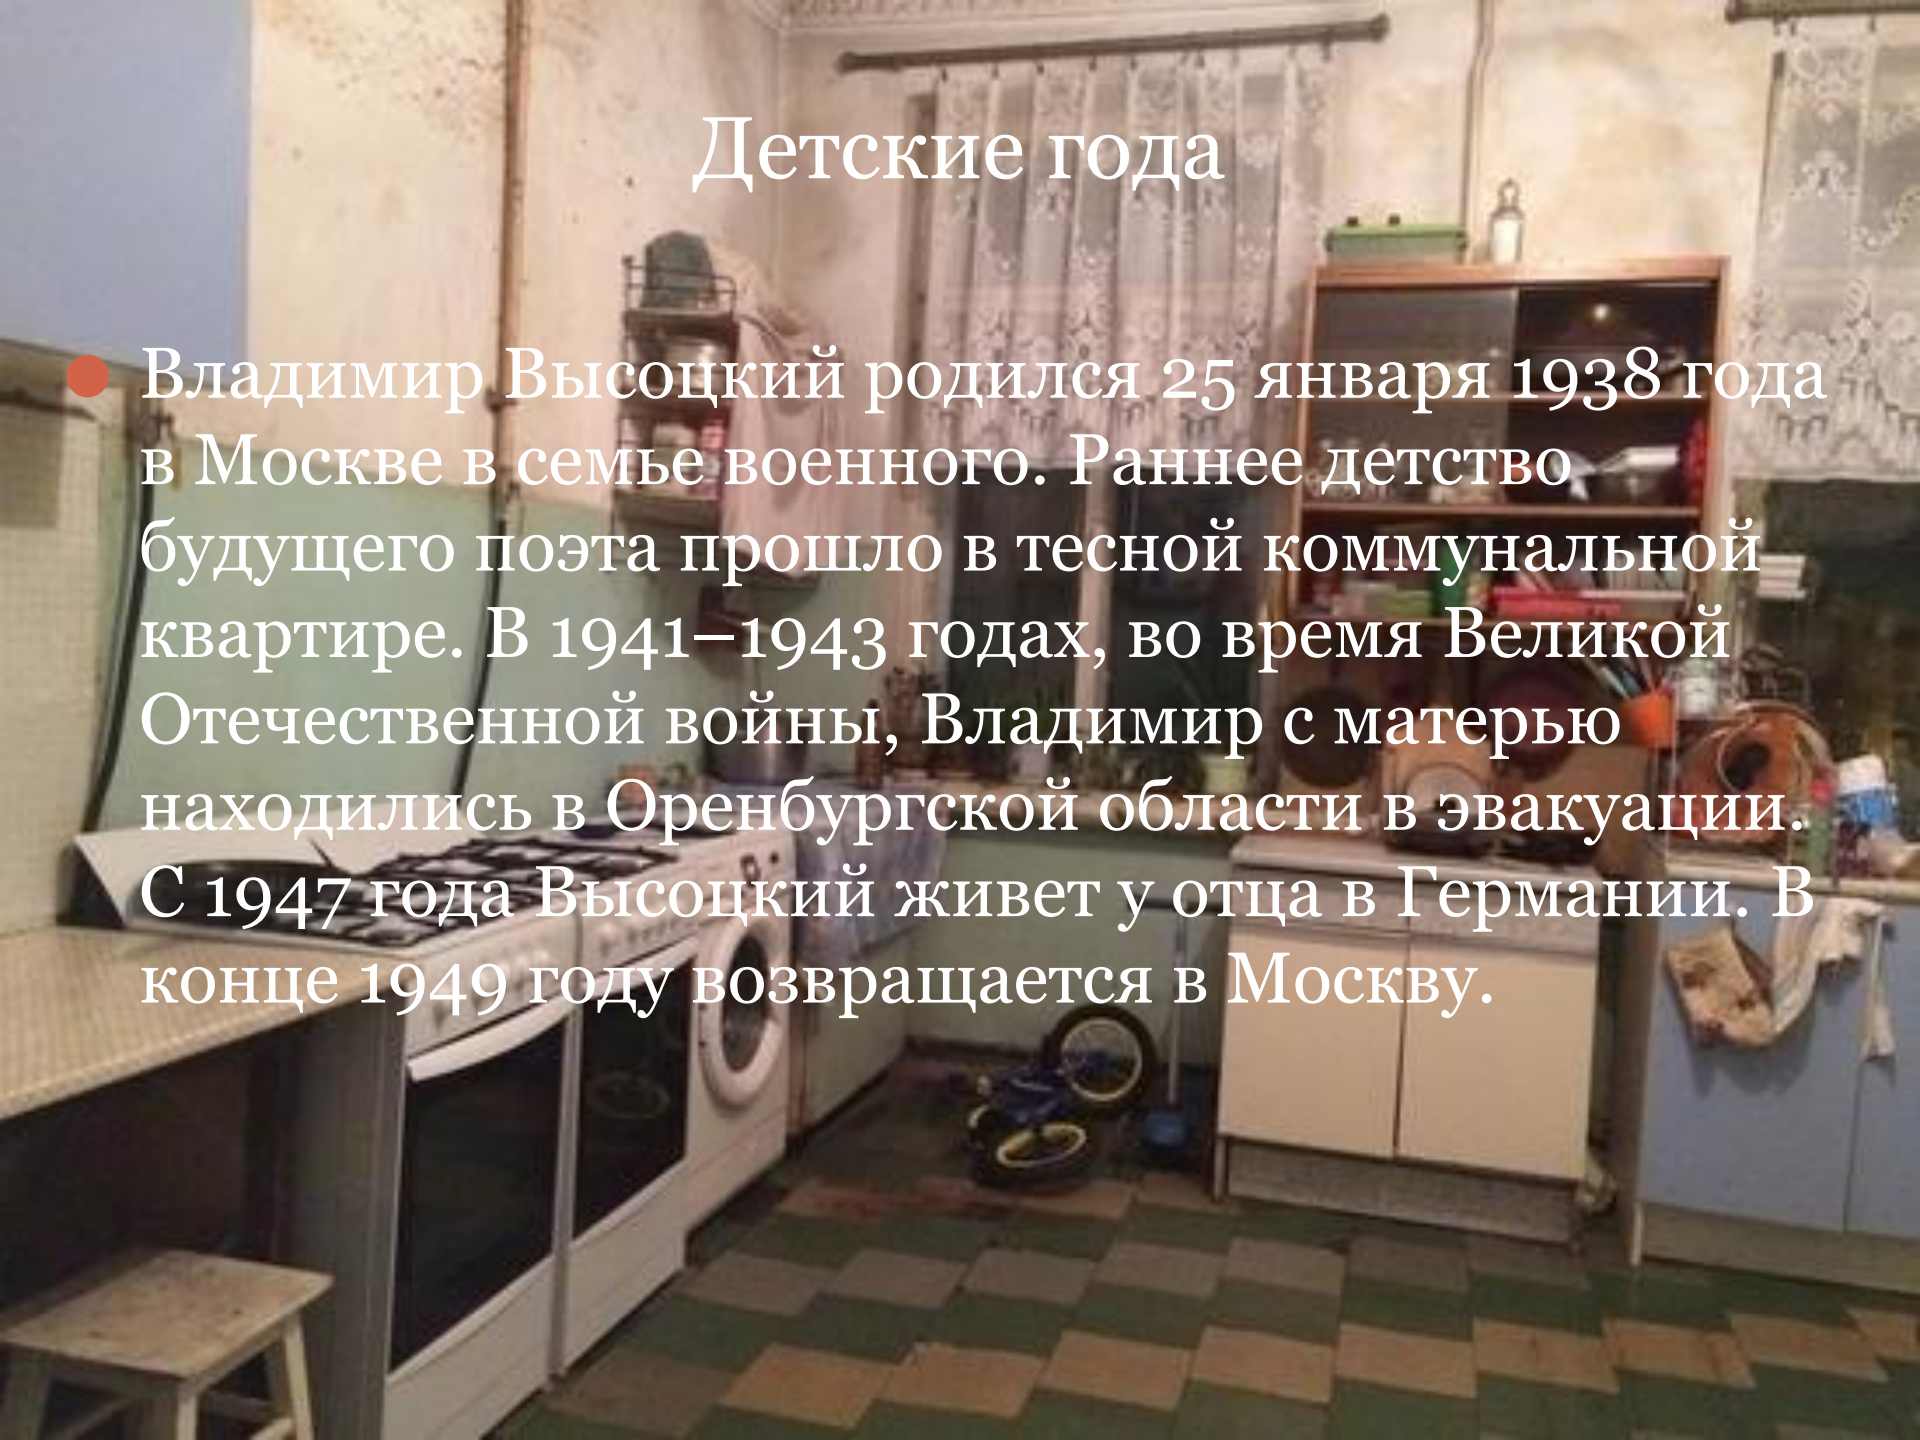 Детские года
Владимир Высоцкий родился 25 января 1938 года
в Москве в семье военного. Раннее детство
будущего поэта прошло в тесной коммунальной
квартире. В 1941–1943 годах, во время Великой
Отечественной войны, Владимир с матерью
находились в Оренбургской области в эвакуации.
С 1947 года Высоцкий живет у отца в Германии. В
конце 1949 году возвращается в Москву.